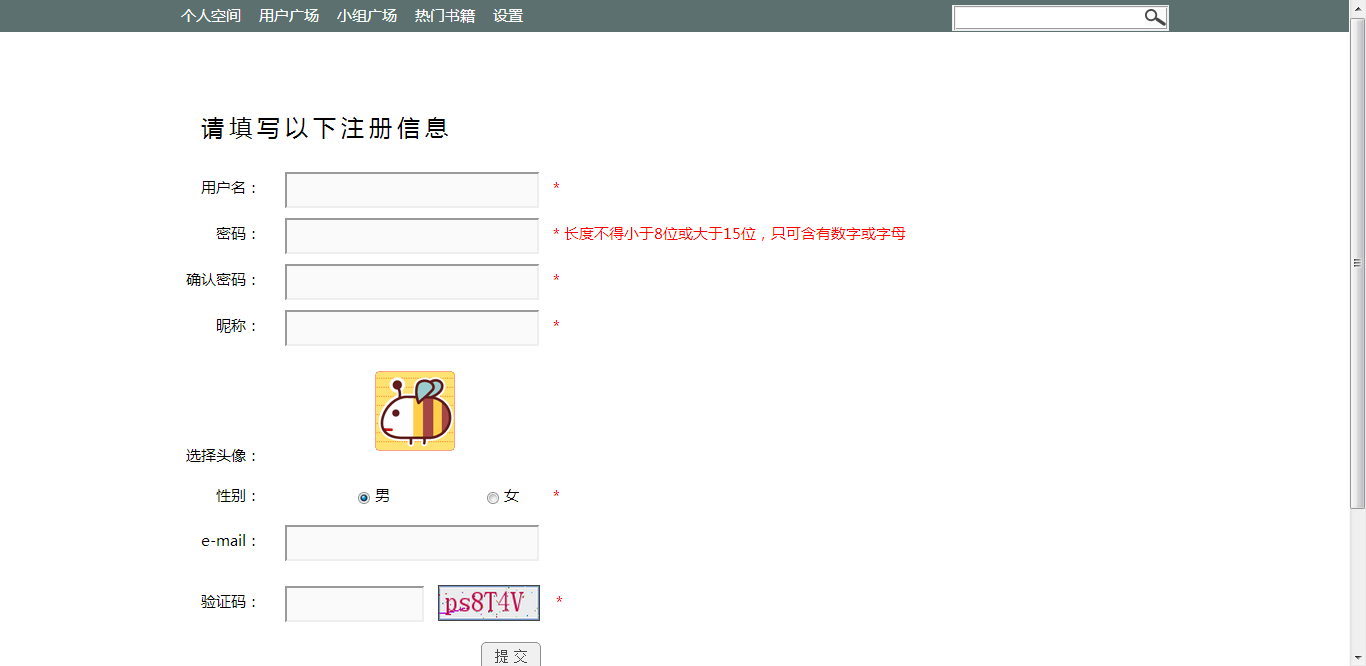 个人空间 用户广场 小组广场 热门书籍 设置
请填写以下注册信息
用户名： *
密码： * 长度不得小于8位或大于15位，只可含有数字或字母
确认密码： *
昵称： *
选择头像：
性别： 男 女 *
e-mail：
验证码： ps8T4V *
提 交